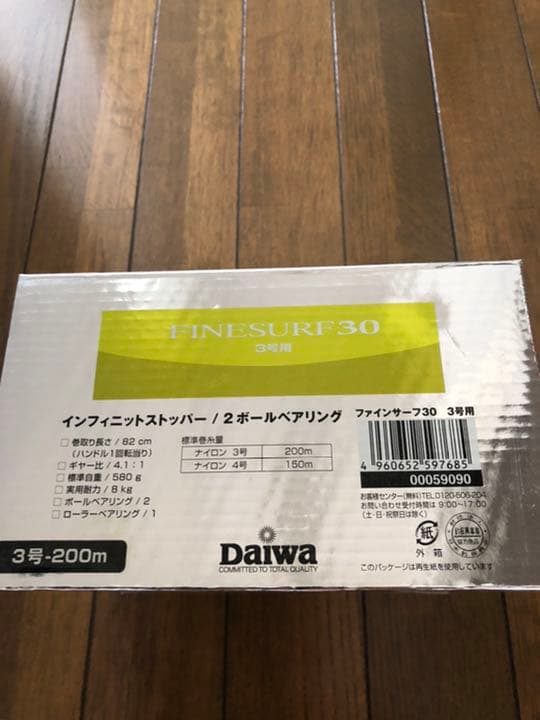 FINESURF 30
3号用
インフィニットストッパー / 2ボールベアリング
□ 巻取り長さ / 82 cm
(ハンドル1回転当り)
□ ギヤー比 / 4.1:1
□ 標準自重 / 580 g
□ 実用耐力 / 8 kg
□ ボールベアリング / 2
□ ローラーベアリング / 1
標準巻糸量
ナイロン 3号 200m
ナイロン 4号 150m
ファインサーフ30 3号用
4 960652 597685
00059090
お客様センター(無料)TEL.0120-506-204
お問い合わせ受付時間は 9:00~17:00
(土・日・祝祭日は除く)
3号-200m
Daiwa
COMMITTED TO TOTAL QUALITY
紙
外箱
このパッケージは再生紙を使用しています